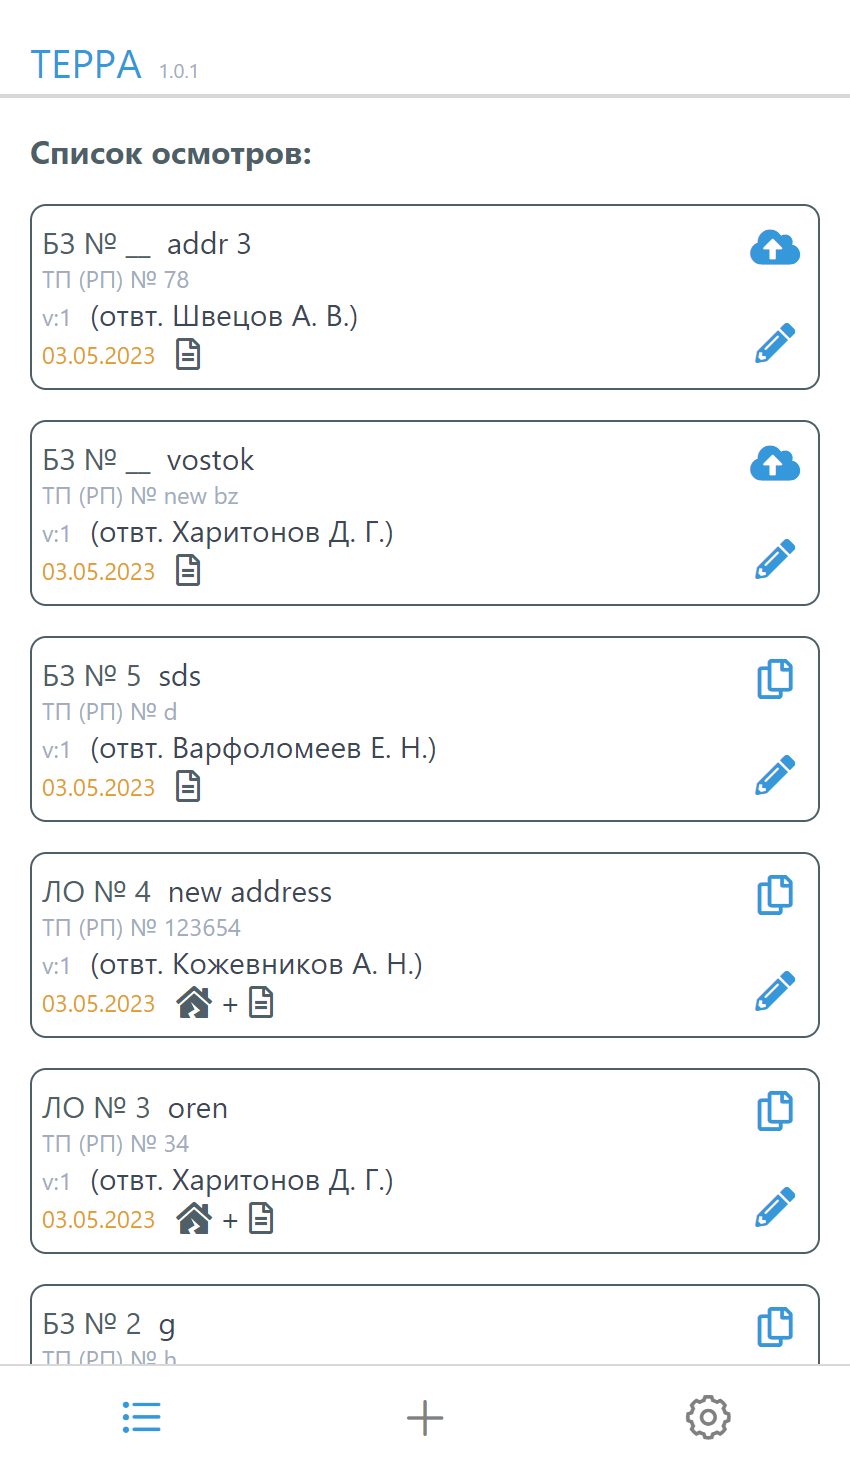 ТЕРРА 1.0.1
Список осмотров:
БЗ № __ addr 3
ТП (РП) № 78
v:1 (отвт. Швецов А. В.)
03.05.2023
БЗ № __ vostok
ТП (РП) № new bz
v:1 (отвт. Харитонов Д. Г.)
03.05.2023
БЗ № 5 sds
ТП (РП) № d
v:1 (отвт. Варфоломеев Е. Н.)
03.05.2023
ЛО № 4 new address
ТП (РП) № 123654
v:1 (отвт. Кожевников А. Н.)
03.05.2023 +
ЛО № 3 oren
ТП (РП) № 34
v:1 (отвт. Харитонов Д. Г.)
03.05.2023 +
БЗ № 2 g
ТП (РП) № h